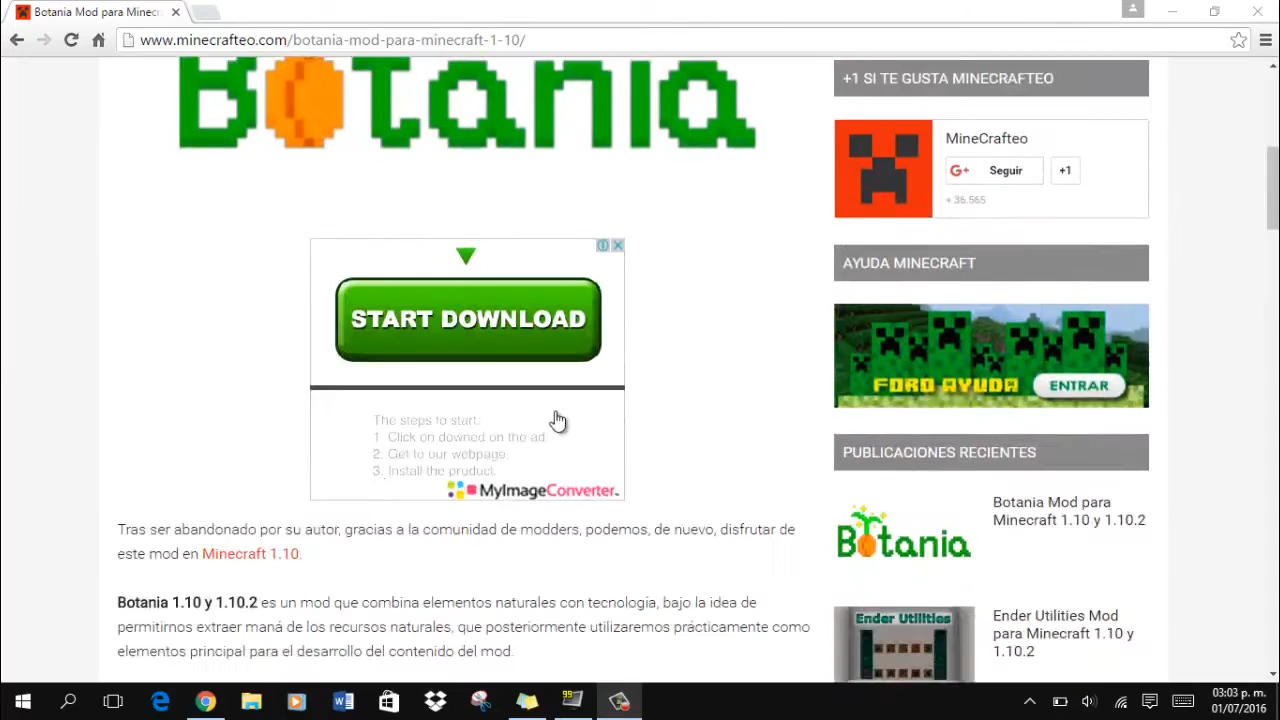 Botania Mod para Minecr
www.minecrafteo.com/botania-mod-para-minecraft-1-10/
Botania
START DOWNLOAD
The steps to start:
1. Click on downed on the ad.
2. Get to our webpage.
3. Install the product.
MyImageConverter
Tras ser abandonado por su autor, gracias a la comunidad de modders, podemos, de nuevo, disfrutar de
este mod en Minecraft 1.10.
Botania 1.10 y 1.10.2 es un mod que combina elementos naturales con tecnología, bajo la idea de
permitirnos extraer maná de los recursos naturales, que posteriormente utilizaremos prácticamente como
elementos principal para el desarrollo del contenido del mod.
+1 SI TE GUSTA MINECRAFTEO
MineCrafteo
G+ Seguir +1
+ 36.565
AYUDA MINECRAFT
FORO AYUDA ENTRAR
PUBLICACIONES RECIENTES
Botania
Botania Mod para
Minecraft 1.10 y 1.10.2
Ender Utilities
Ender Utilities Mod
para Minecraft 1.10 y
1.10.2
99
03:03 p. m.
01/07/2016